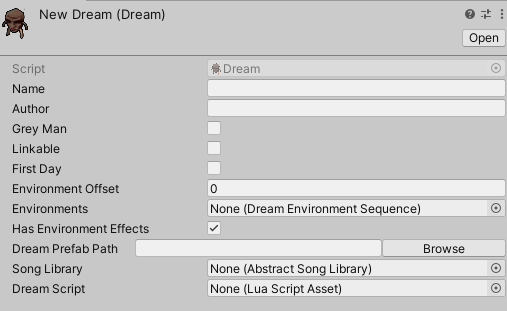 New Dream (Dream)
Open
Script Dream
Name
Author
Grey Man
Linkable
First Day
Environment Offset 0
Environments None (Dream Environment Sequence)
Has Environment Effects
Dream Prefab Path Browse
Song Library None (Abstract Song Library)
Dream Script None (Lua Script Asset)